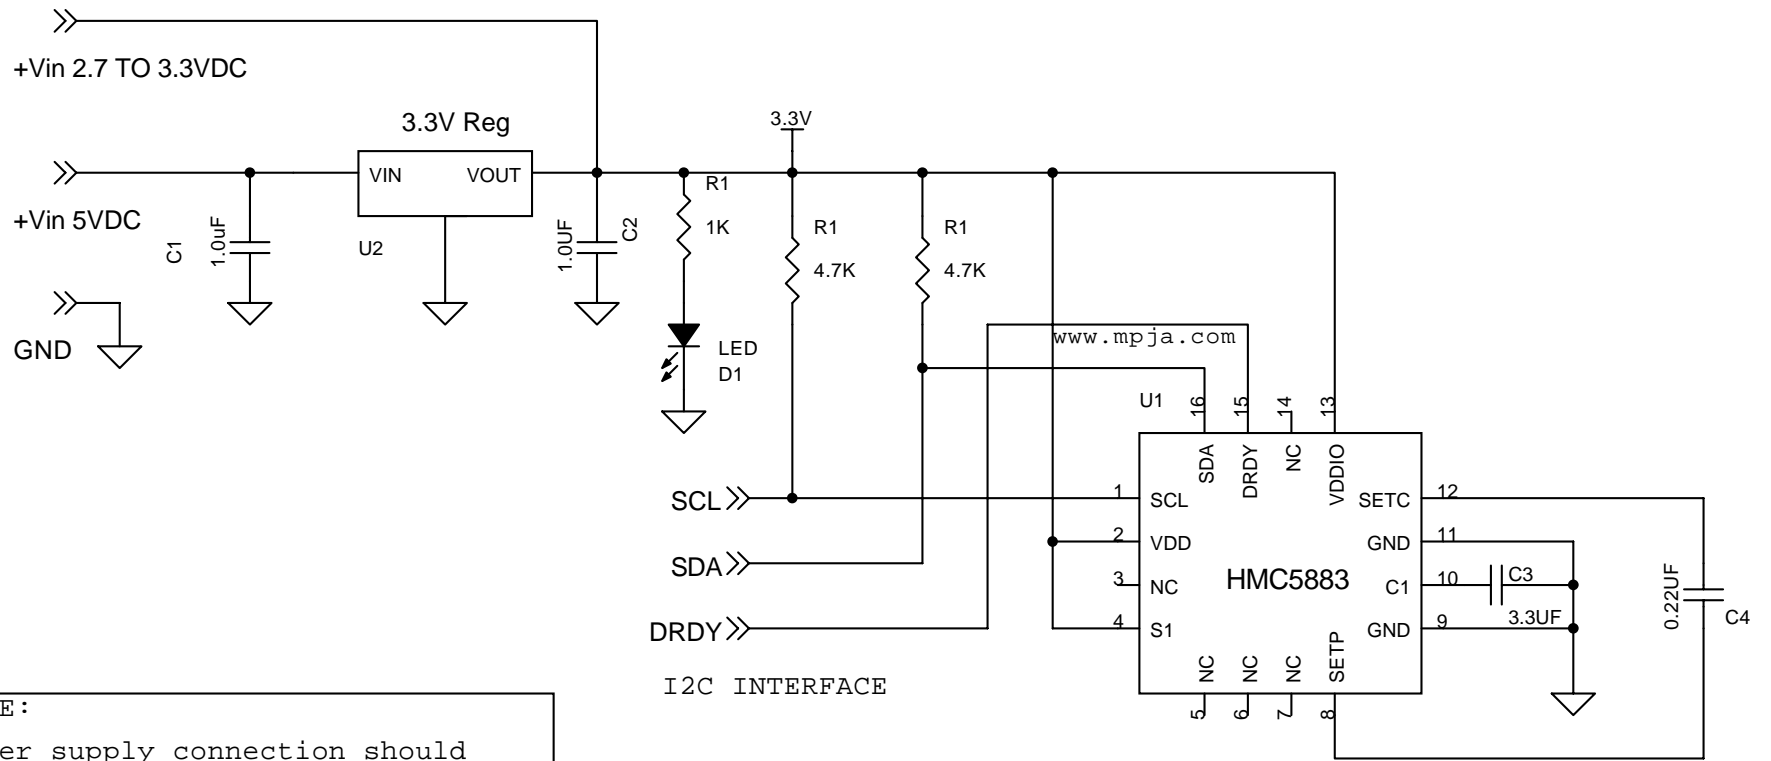 +Vin 2.7 TO 3.3VDC
3.3V Reg
3.3V
VIN
VOUT
+Vin 5VDC
C1
1.0uF
U2
1.0UF
C2
R1
1K
R1
4.7K
R1
4.7K
GND
LED
D1
www.mpja.com
U1
16
15
14
13
SDA
DRDY
NC
VDDIO
SCL
1
SCL
SETC
12
2
VDD
GND
11
SDA
3
NC
HMC5883
C1
10
C3
0.22UF
C4
DRDY
4
S1
GND
9
3.3UF
NC
NC
NC
SETP
I2C INTERFACE
5
6
7
8
E:
er supply connection should